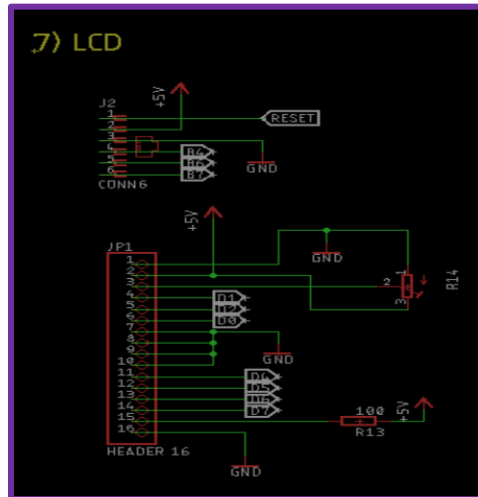 7) LCD
+5V
J2
1
2
3
4
5
6
CONN6
RESET
GND
B6
B7
+5V
JP1
1
2
3
4
5
6
7
8
9
10
11
12
13
14
15
16
HEADER 16
GND
1
2
3
R14
D1
D2
D0
GND
D4
D5
D6
D7
100
R13
+5V
GND